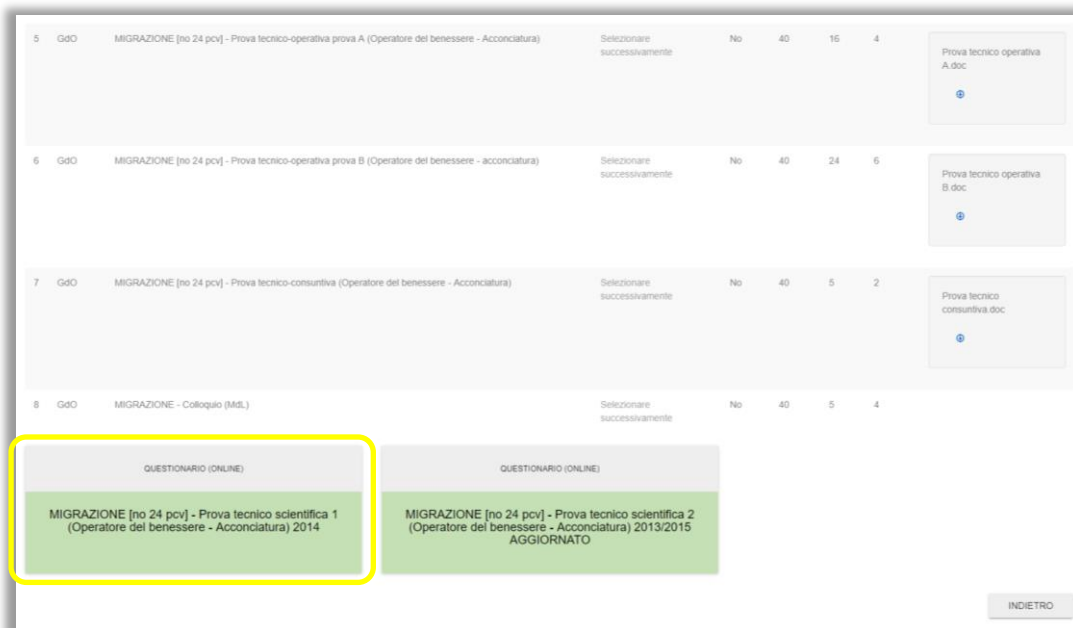 5 GdO MIGRAZIONE [no 24 pcv] - Prova tecnico-operativa prova A (Operatore del benessere - Acconciatura) Selezionare successivamente No 40 16 4
Prova tecnico operativa
A.doc
6 GdO MIGRAZIONE [no 24 pcv] - Prova tecnico-operativa prova B (Operatore del benessere - acconciatura) Selezionare successivamente No 40 24 6
Prova tecnico operativa
B.doc
7 GdO MIGRAZIONE [no 24 pcv] - Prova tecnico-consuntiva (Operatore del benessere - Acconciatura) Selezionare successivamente No 40 5 2
Prova tecnico
consuntiva.doc
8 GdO MIGRAZIONE - Colloquio (MdL) Selezionare successivamente No 40 5 4
QUESTIONARIO (ONLINE)
MIGRAZIONE [no 24 pcv] - Prova tecnico scientifica 1
(Operatore del benessere - Acconciatura) 2014
QUESTIONARIO (ONLINE)
MIGRAZIONE [no 24 pcv] - Prova tecnico scientifica 2
(Operatore del benessere - Acconciatura) 2013/2015
AGGIORNATO
INDIETRO